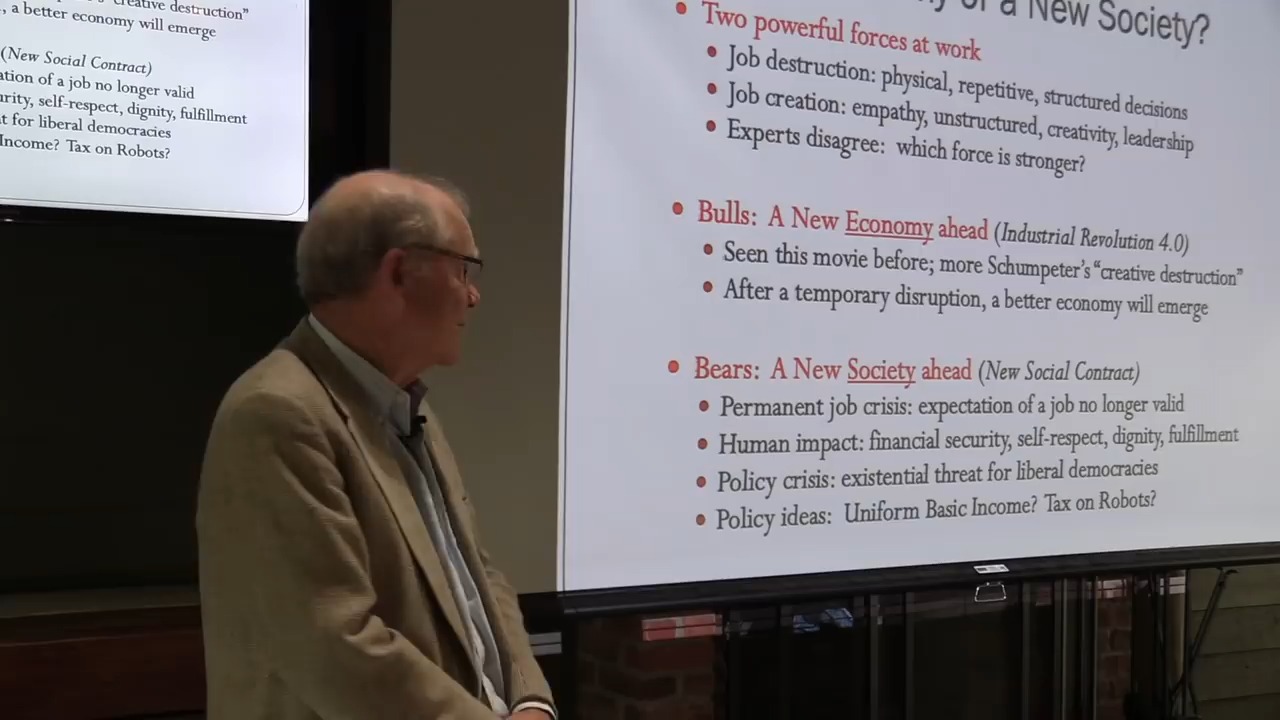 "creative destruction"
, a better economy will emerge
(New Social Contract)
ation of a job no longer valid
urity, self-respect, dignity, fulfillment
t for liberal democracies
Income? Tax on Robots?
of a New Society?
• Two powerful forces at work
• Job destruction: physical, repetitive, structured decisions
• Job creation: empathy, unstructured, creativity, leadership
• Experts disagree: which force is stronger?
• Bulls: A New Economy ahead (Industrial Revolution 4.0)
• Seen this movie before; more Schumpeter's "creative destruction"
• After a temporary disruption, a better economy will emerge
• Bears: A New Society ahead (New Social Contract)
• Permanent job crisis: expectation of a job no longer valid
• Human impact: financial security, self-respect, dignity, fulfillment
• Policy crisis: existential threat for liberal democracies
• Policy ideas: Uniform Basic Income? Tax on Robots?